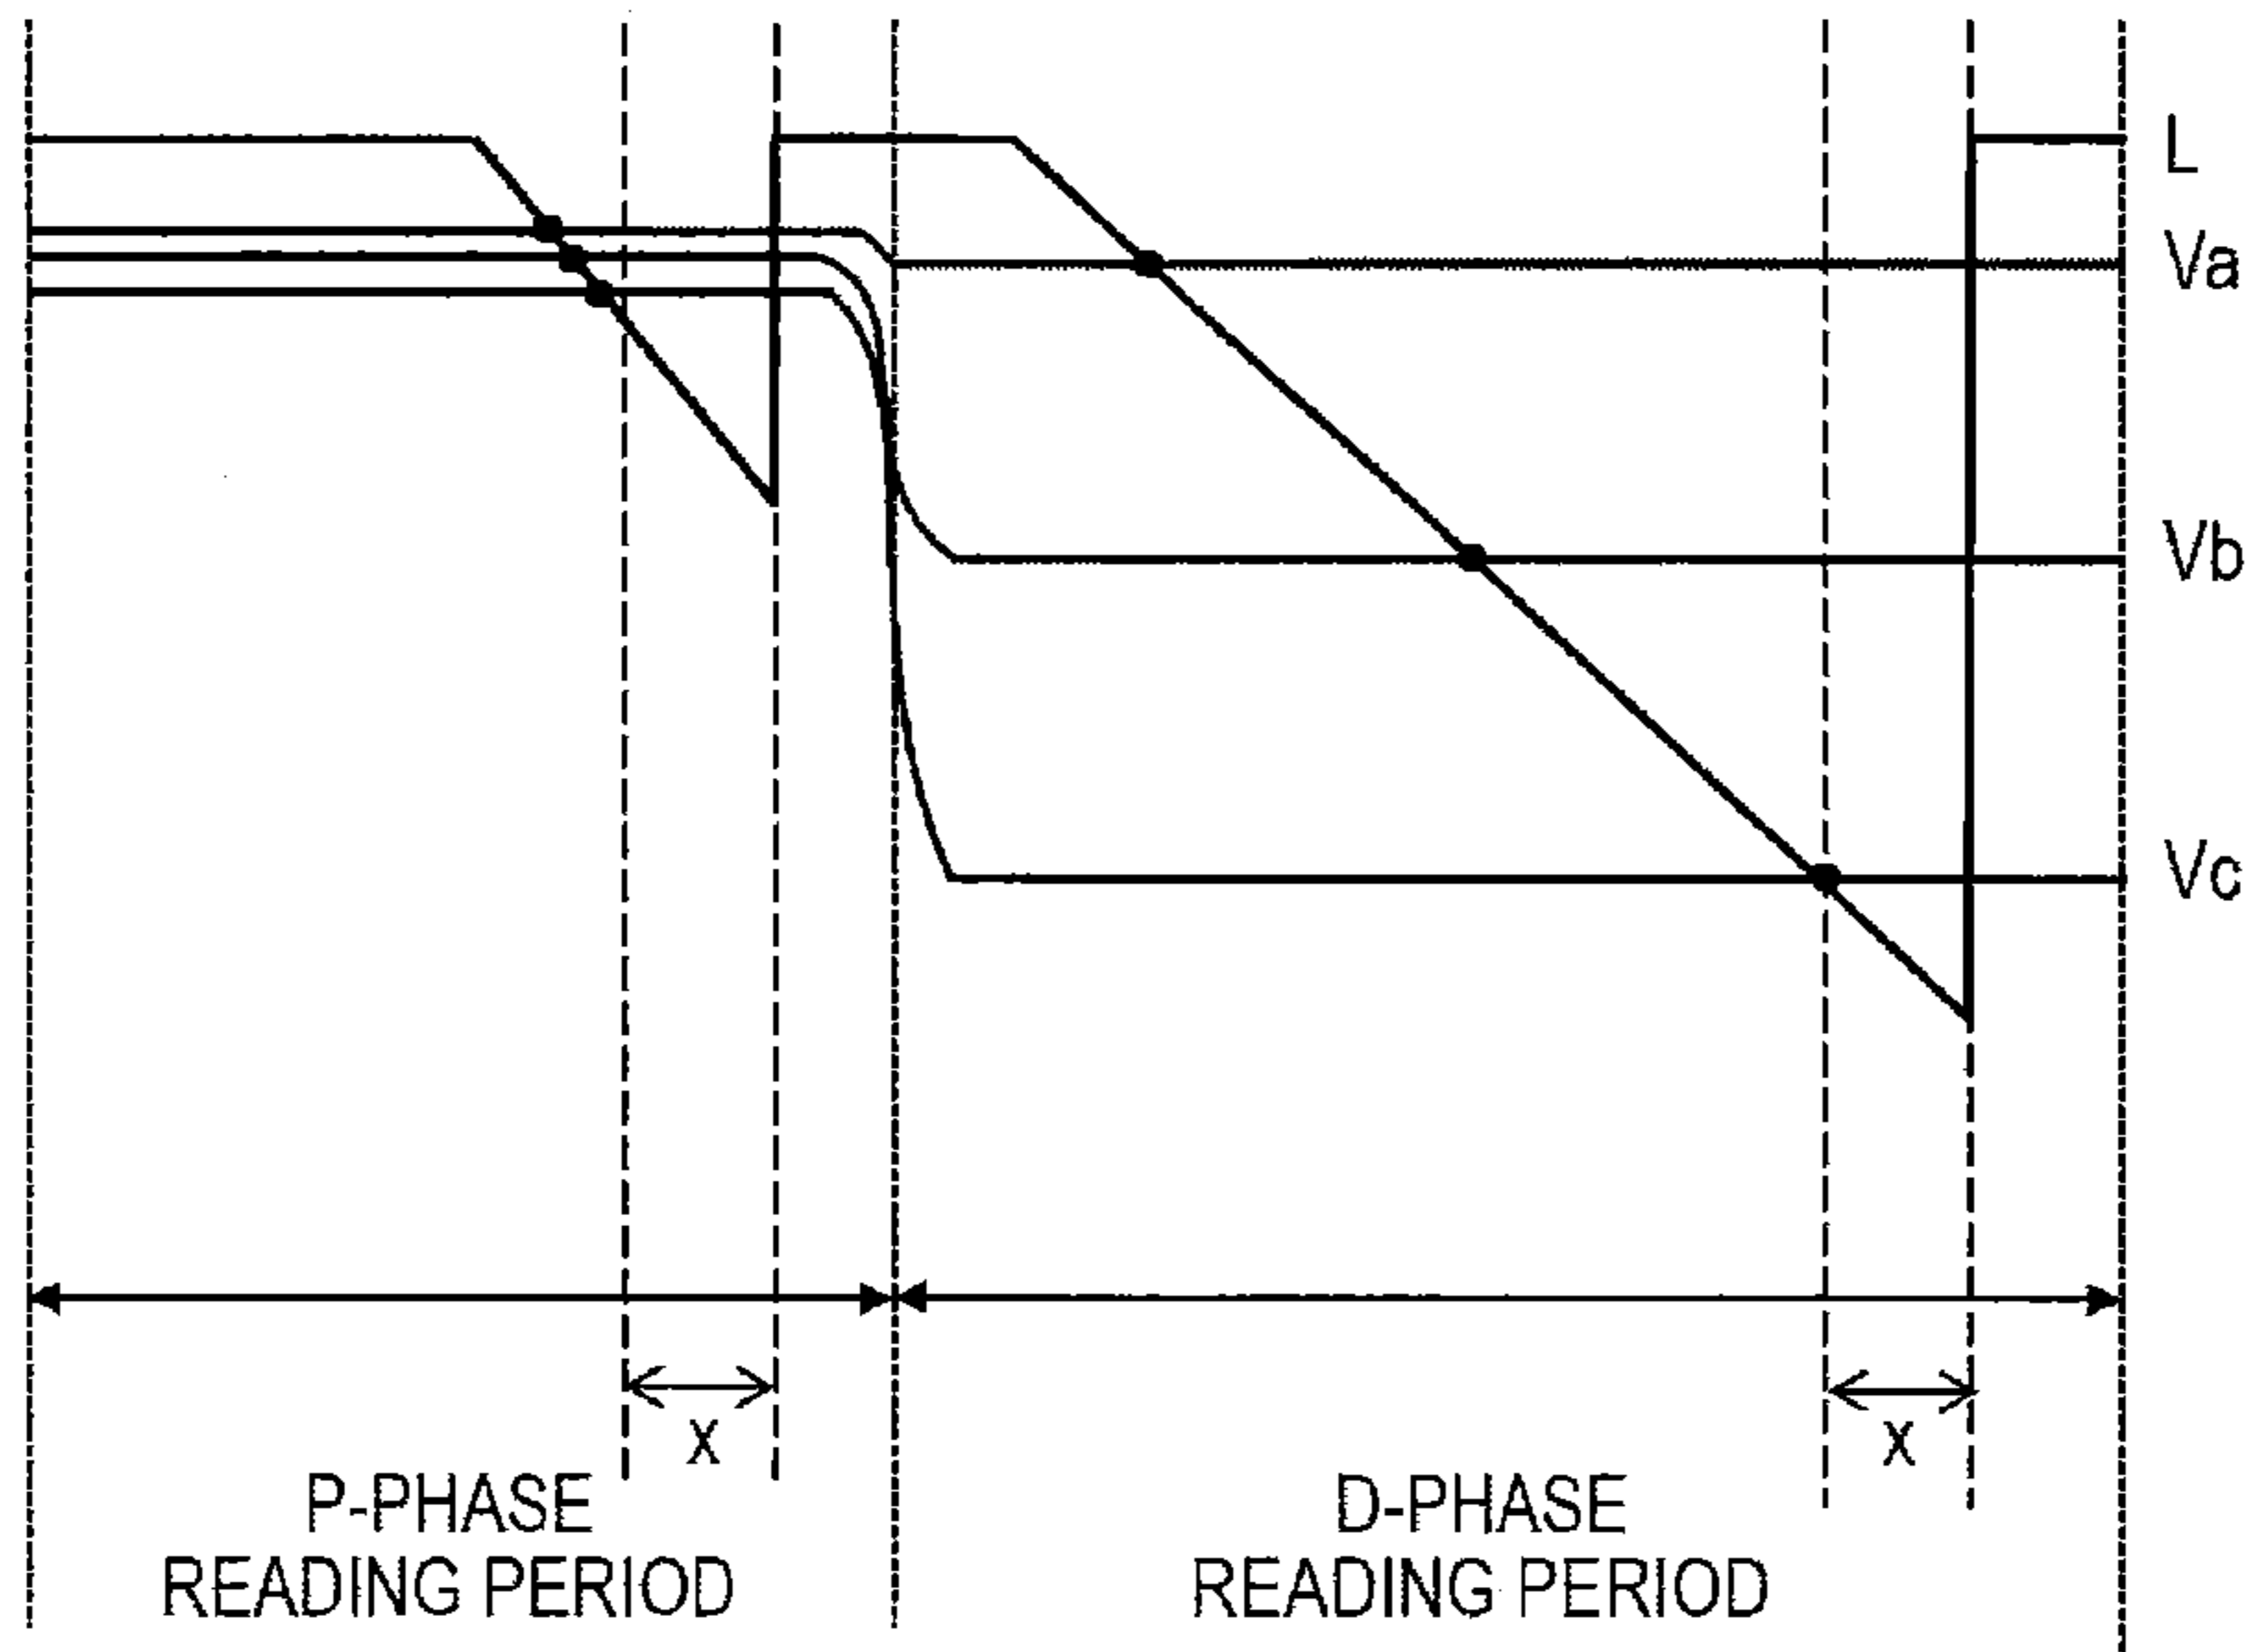 L
Va
Vb
Vc
X
X
P-PHASE
READING PERIOD
D-PHASE
READING PERIOD